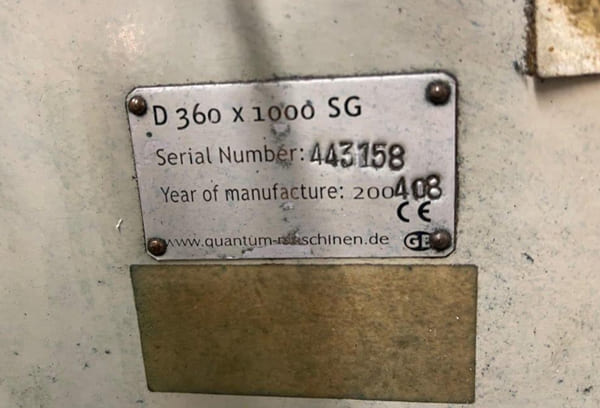 D 360 x 1000 SG
Serial Number: 443158
Year of manufacture: 200408
CE
www.quantum-maschinen.de GB